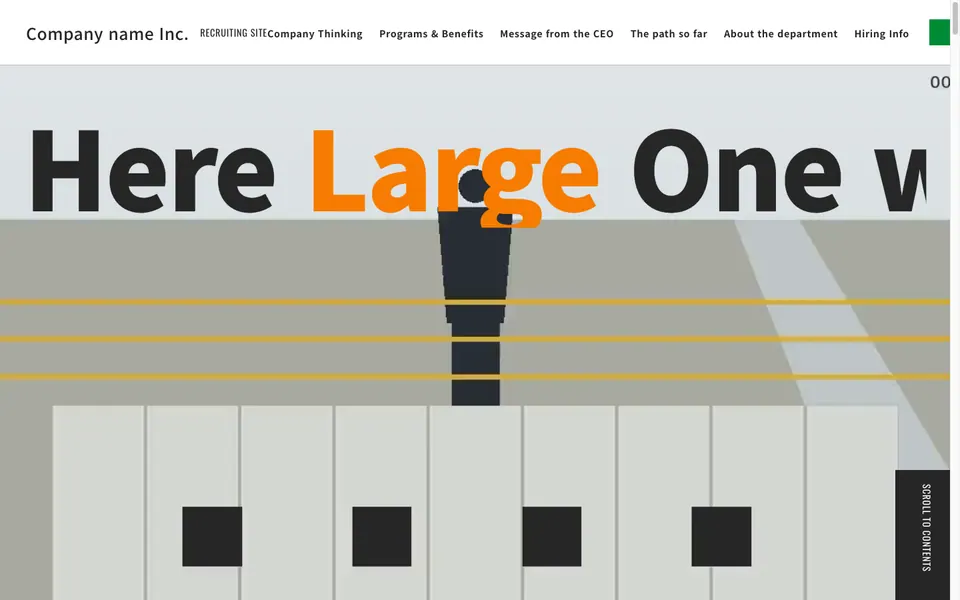 Company name Inc. RECRUITING SITE Company Thinking Programs & Benefits Message from the CEO The path so far About the department Hiring Info
Here Large One
SCROLL TO CONTENTS